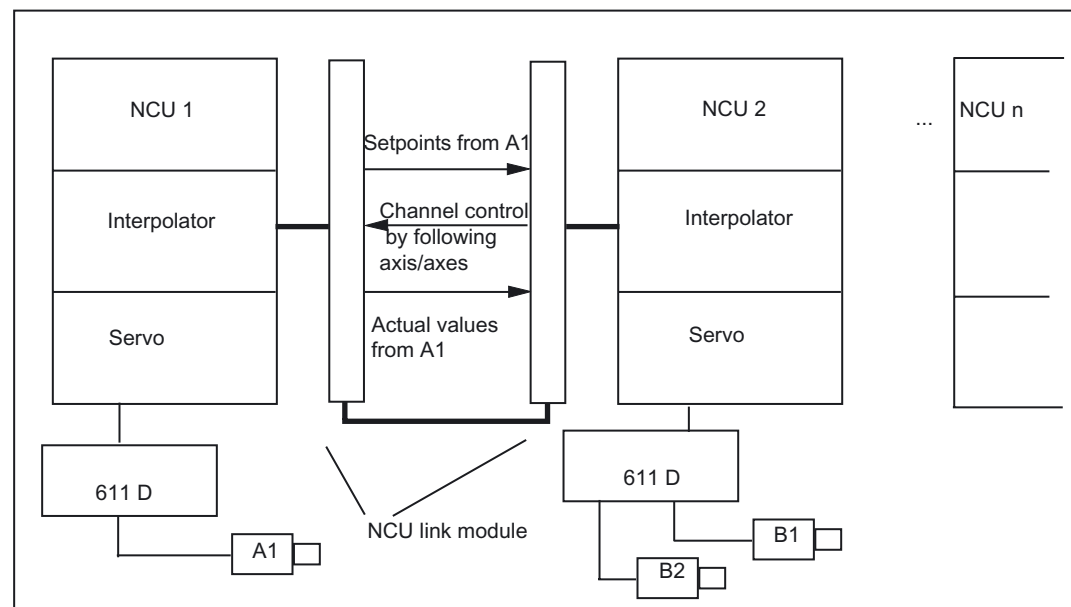 NCU 1
Setpoints from A1
NCU 2
...
NCU n
Interpolator
Channel control
by following
axis/axes
Interpolator
Servo
Actual values
from A1
Servo
611 D
NCU link module
611 D
A1
B1
B2